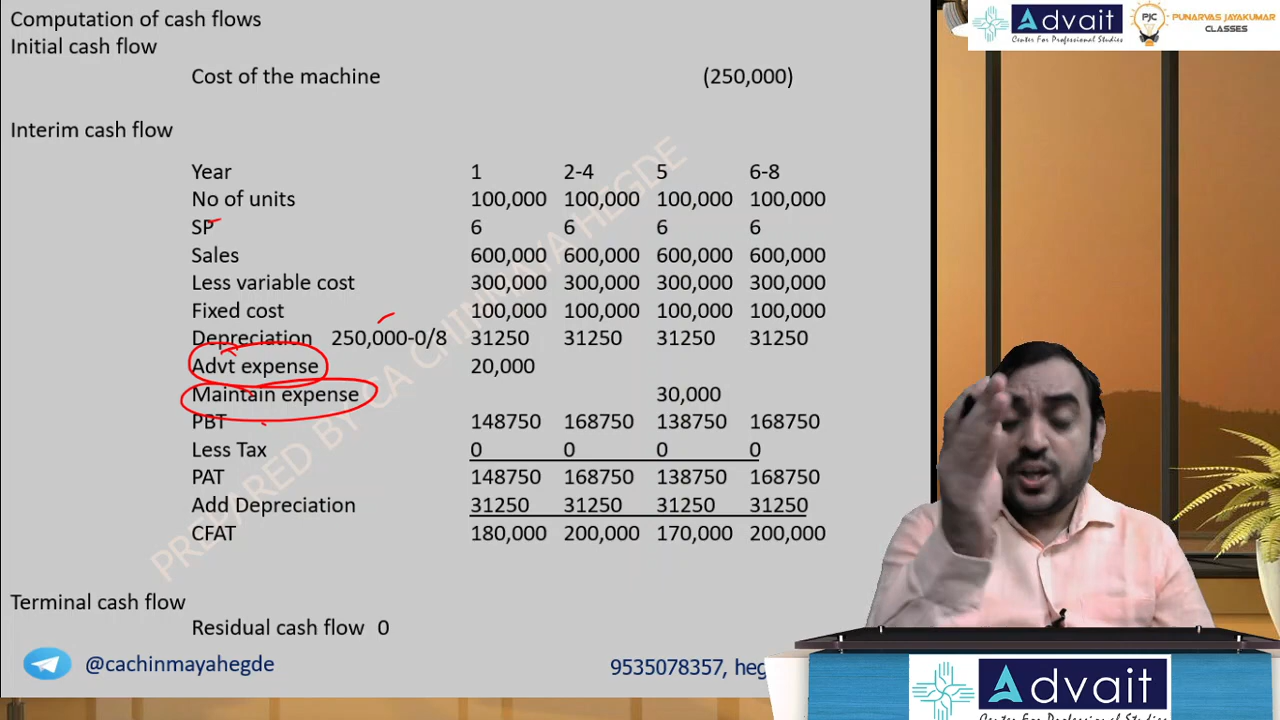 Computation of cash flows
Initial cash flow
Cost of the machine (250,000)
Interim cash flow
Year 1 2-4 5 6-8
No of units 100,000 100,000 100,000 100,000
SP 6 6 6 6
Sales 600,000 600,000 600,000 600,000
Less variable cost 300,000 300,000 300,000 300,000
Fixed cost 100,000 100,000 100,000 100,000
Depreciation 250,000-0/8 31250 31250 31250 31250
Advt expense 20,000
Maintain expense 30,000
PBT 148750 168750 138750 168750
Less Tax 0 0 0 0
PAT 148750 168750 138750 168750
Add Depreciation 31250 31250 31250 31250
CFAT 180,000 200,000 170,000 200,000
Terminal cash flow
Residual cash flow 0
@cachinmayahegde 9535078357, heg
PREPARED BY CA CHINMAYA HEGDE
Advait
Center For Professional Studies
PJC
PUNARVAS JAYAKUMAR
CLASSES
Advait